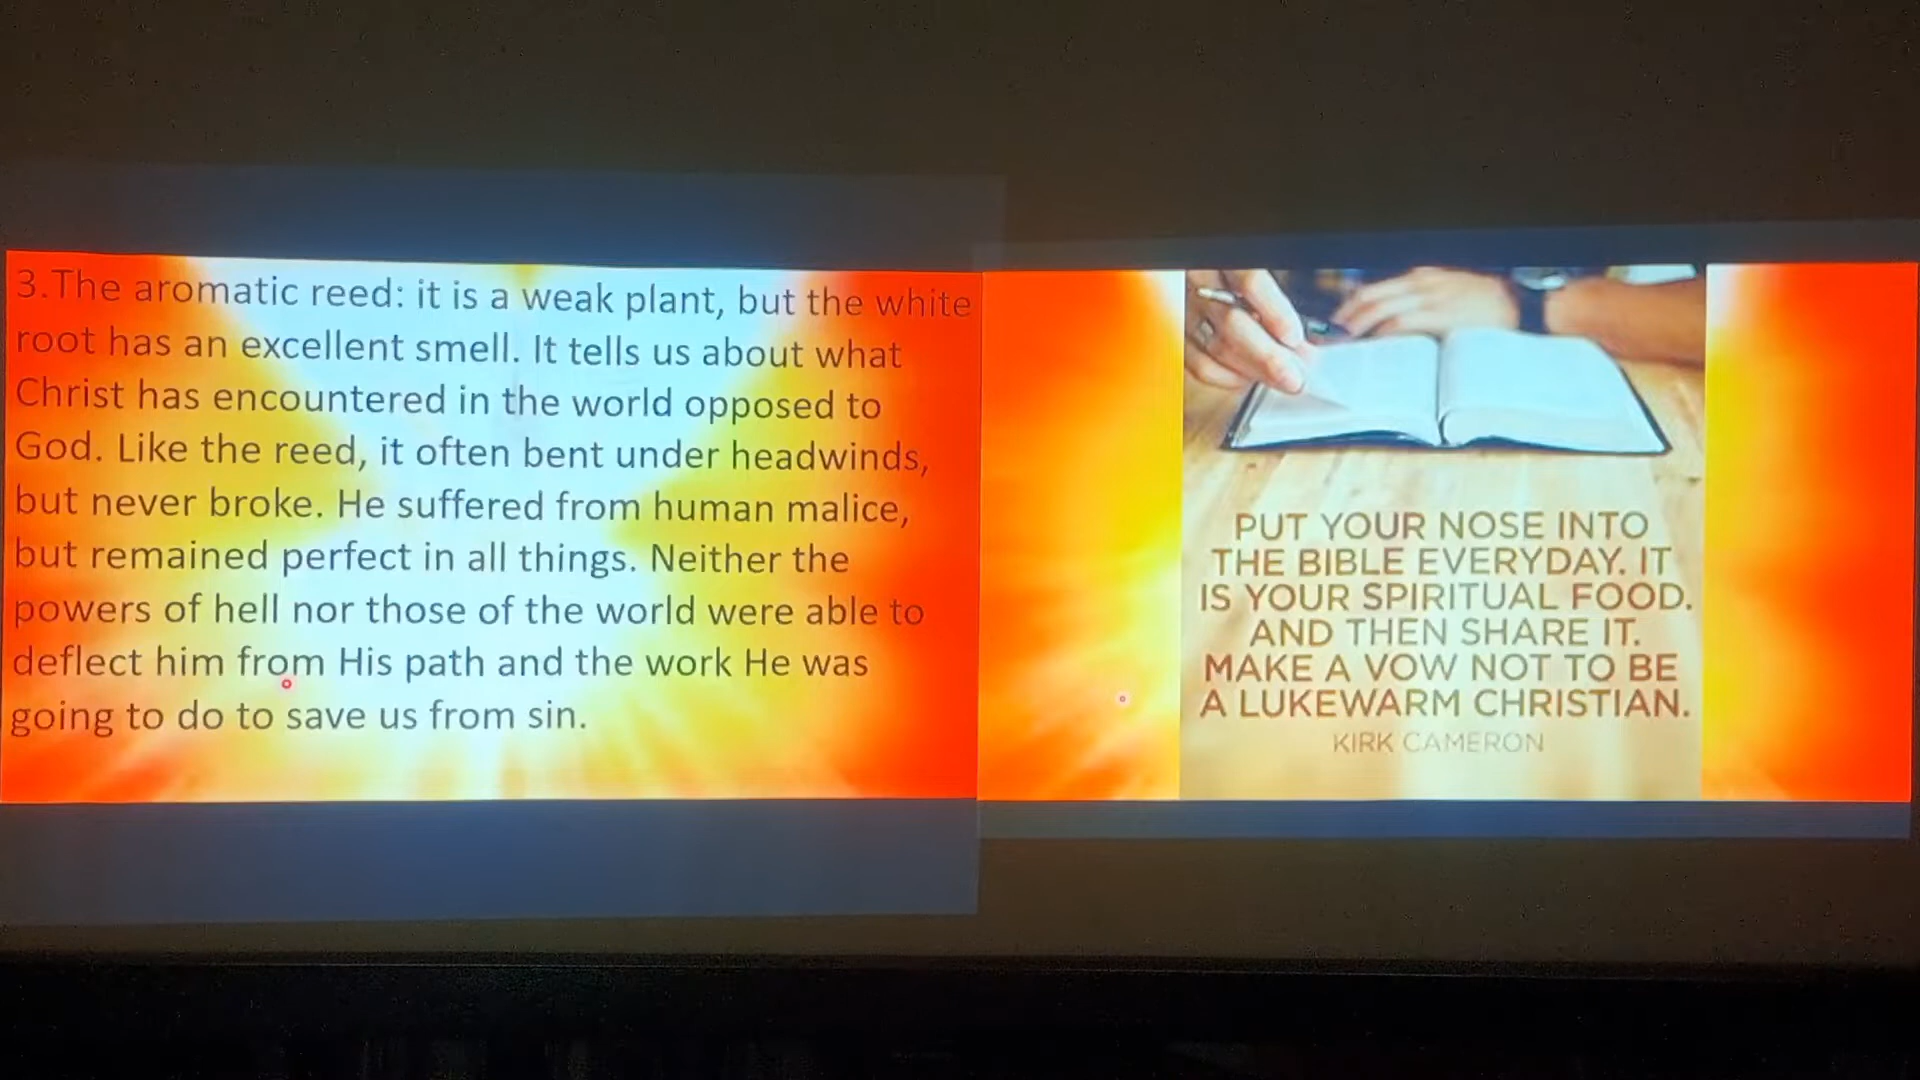 3.The aromatic reed: it is a weak plant, but the white
root has an excellent smell. It tells us about what
Christ has encountered in the world opposed to
God. Like the reed, it often bent under headwinds,
but never broke. He suffered from human malice,
but remained perfect in all things. Neither the
powers of hell nor those of the world were able to
deflect him from His path and the work He was
going to do to save us from sin.
PUT YOUR NOSE INTO
THE BIBLE EVERYDAY. IT
IS YOUR SPIRITUAL FOOD.
AND THEN SHARE IT.
MAKE A VOW NOT TO BE
A LUKEWARM CHRISTIAN.
KIRK CAMERON